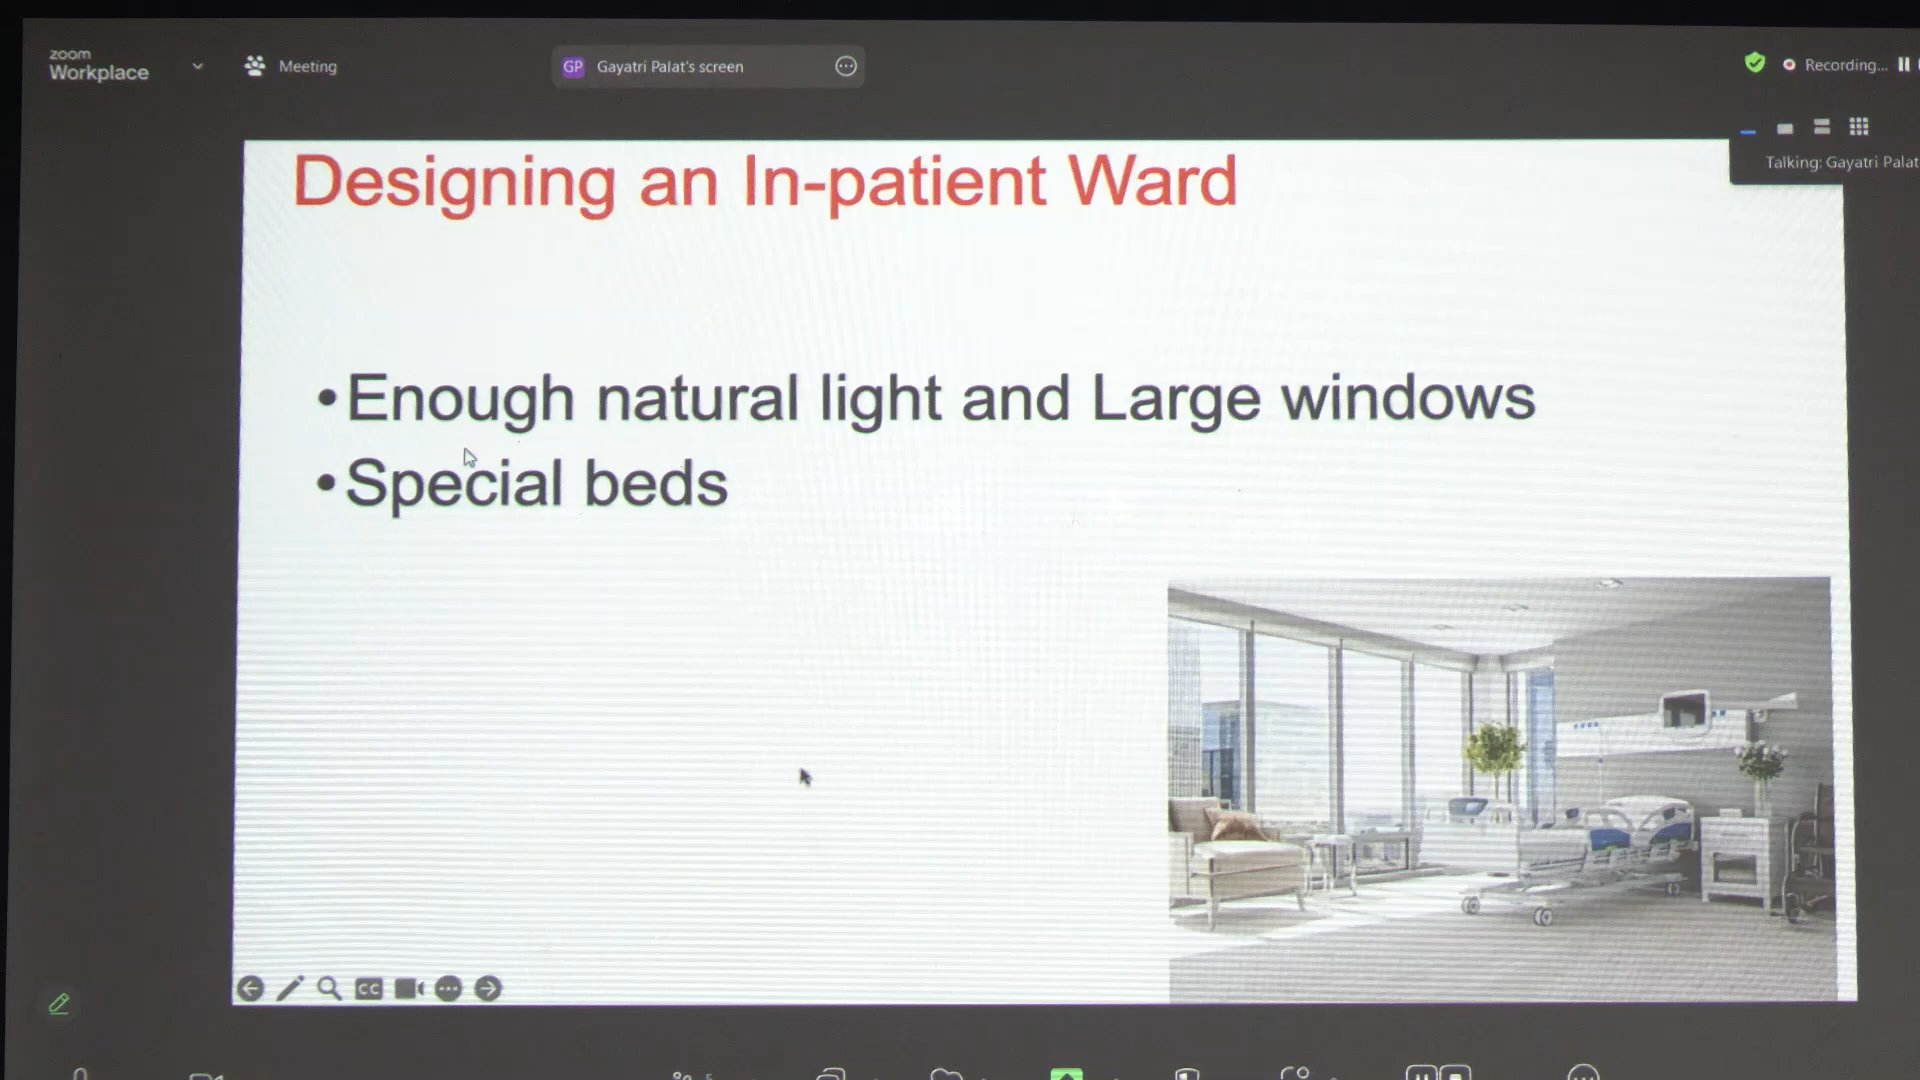 zoom
Workplace
Meeting
GP Gayatri Palat's screen
Recording...
Talking: Gayatri Palat
Designing an In-patient Ward
•Enough natural light and Large windows
•Special beds
CC